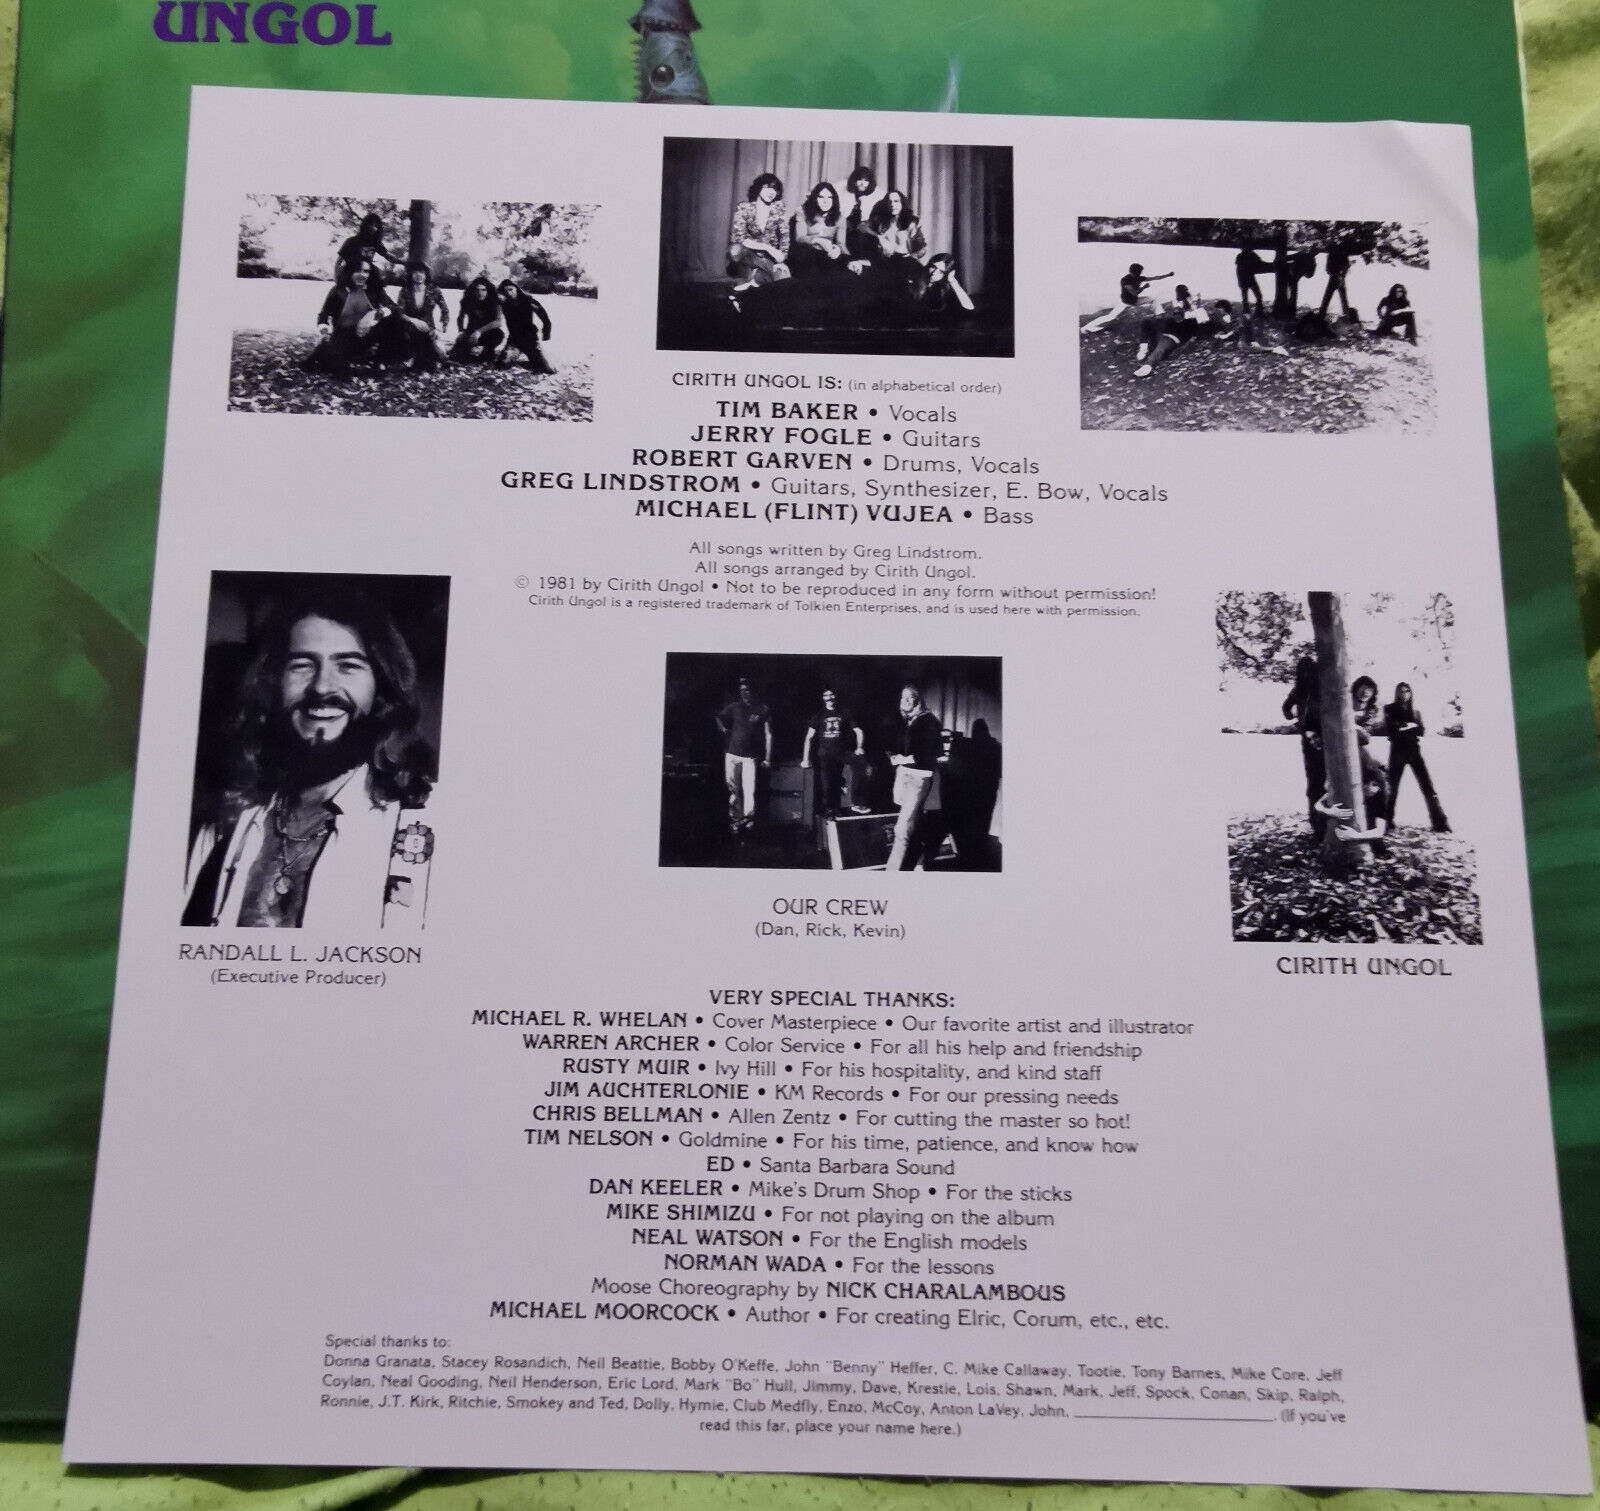 UNGOL
CIRITH UNGOL IS: (in alphabetical order)
TIM BAKER • Vocals
JERRY FOGLE • Guitars
ROBERT GARVEN • Drums, Vocals
GREG LINDSTROM • Guitars, Synthesizer, E. Bow, Vocals
MICHAEL (FLINT) VUJEA • Bass
All songs written by Greg Lindstrom.
All songs arranged by Cirith Ungol.
© 1981 by Cirith Ungol • Not to be reproduced in any form without permission!
Cirith Ungol is a registered trademark of Tolkien Enterprises, and is used here with permission.
RANDALL L. JACKSON
(Executive Producer)
OUR CREW
(Dan, Rick, Kevin)
CIRITH UNGOL
VERY SPECIAL THANKS:
MICHAEL R. WHELAN • Cover Masterpiece • Our favorite artist and illustrator
WARREN ARCHER • Color Service • For all his help and friendship
RUSTY MUIR • Ivy Hill • For his hospitality, and kind staff
JIM AUCHTERLONIE • KM Records • For our pressing needs
CHRIS BELLMAN • Allen Zentz • For cutting the master so hot!
TIM NELSON • Goldmine • For his time, patience, and know how
ED • Santa Barbara Sound
DAN KEELER • Mike's Drum Shop • For the sticks
MIKE SHIMIZU • For not playing on the album
NEAL WATSON • For the English models
NORMAN WADA • For the lessons
Moose Choreography by NICK CHARALAMBOUS
MICHAEL MOORCOCK • Author • For creating Elric, Corum, etc., etc.
Special thanks to:
Donna Granata, Stacey Rosandich, Neil Beattie, Bobby O'Keffe, John "Benny" Heffer, C. Mike Callaway, Tootie, Tony Barnes, Mike Core, Jeff
Coylan, Neal Gooding, Neil Henderson, Eric Lord, Mark "Bo" Hull, Jimmy, Dave, Krestie, Lois, Shawn, Mark, Jeff, Spock, Conan, Skip, Ralph,
Ronnie, J.T. Kirk, Ritchie, Smokey and Ted, Dolly, Hymie, Club Medfly, Enzo, McCoy, Anton LaVey, John, ____________________. (If you've
read this far, place your name here.)